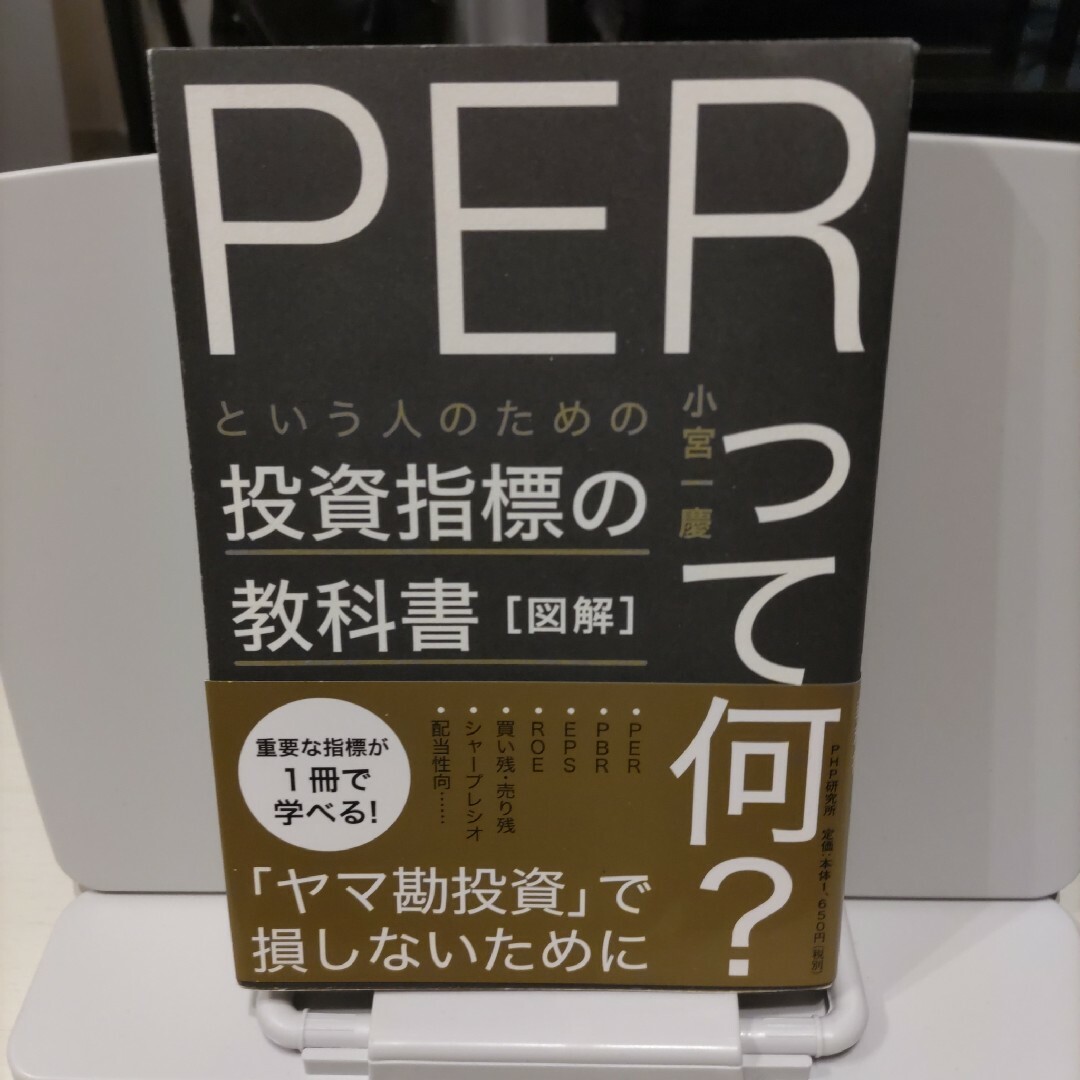 PER
って何?
という人のための
投資指標の
教科書［図解］
小宮一慶
重要な指標が
1冊で
学べる!
・PER
・PBR
・EPS
・ROE
・買い残・売り残
・シャープレシオ
・配当性向……
「ヤマ勘投資」で
損しないために
PHP研究所　定価：本体1,650円（税別）